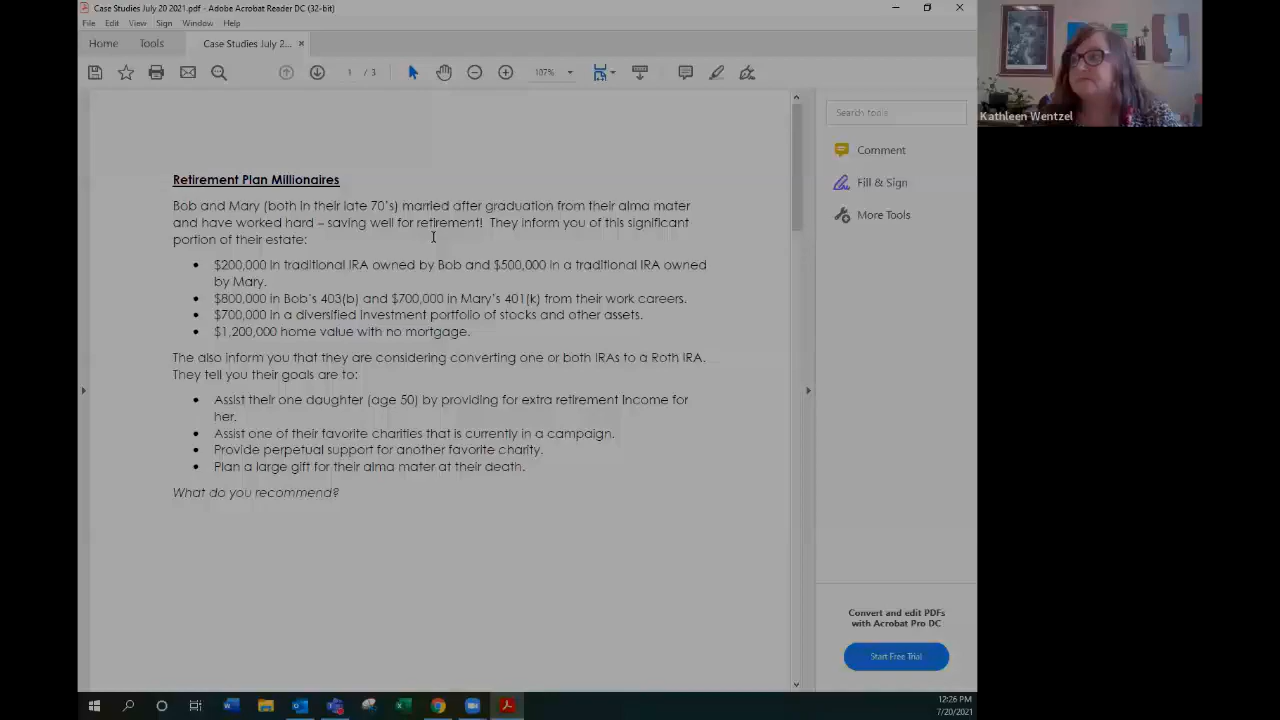 Case Studies July 20 2021.pdf - Adobe Acrobat Reader DC (32-bit)
File Edit View Sign Window Help
Home Tools Case Studies July 2... ×
1 / 3 107%
Search tools
Kathleen Wentzel
Comment
Fill & Sign
More Tools
Retirement Plan Millionaires
Bob and Mary (both in their late 70's) married after graduation from their alma mater
and have worked hard – saving well for retirement! They inform you of this significant
portion of their estate:
• $200,000 in traditional IRA owned by Bob and $500,000 in a traditional IRA owned
by Mary.
• $800,000 in Bob's 403(b) and $700,000 in Mary's 401(k) from their work careers.
• $700,000 in a diversified investment portfolio of stocks and other assets.
• $1,200,000 home value with no mortgage.
The also inform you that they are considering converting one or both IRAs to a Roth IRA.
They tell you their goals are to:
• Assist their one daughter (age 50) by providing for extra retirement income for
her.
• Assist one of their favorite charities that is currently in a campaign.
• Provide perpetual support for another favorite charity.
• Plan a large gift for their alma mater at their death.
What do you recommend?
Convert and edit PDFs
with Acrobat Pro DC
Start Free Trial
12:26 PM
7/20/2021